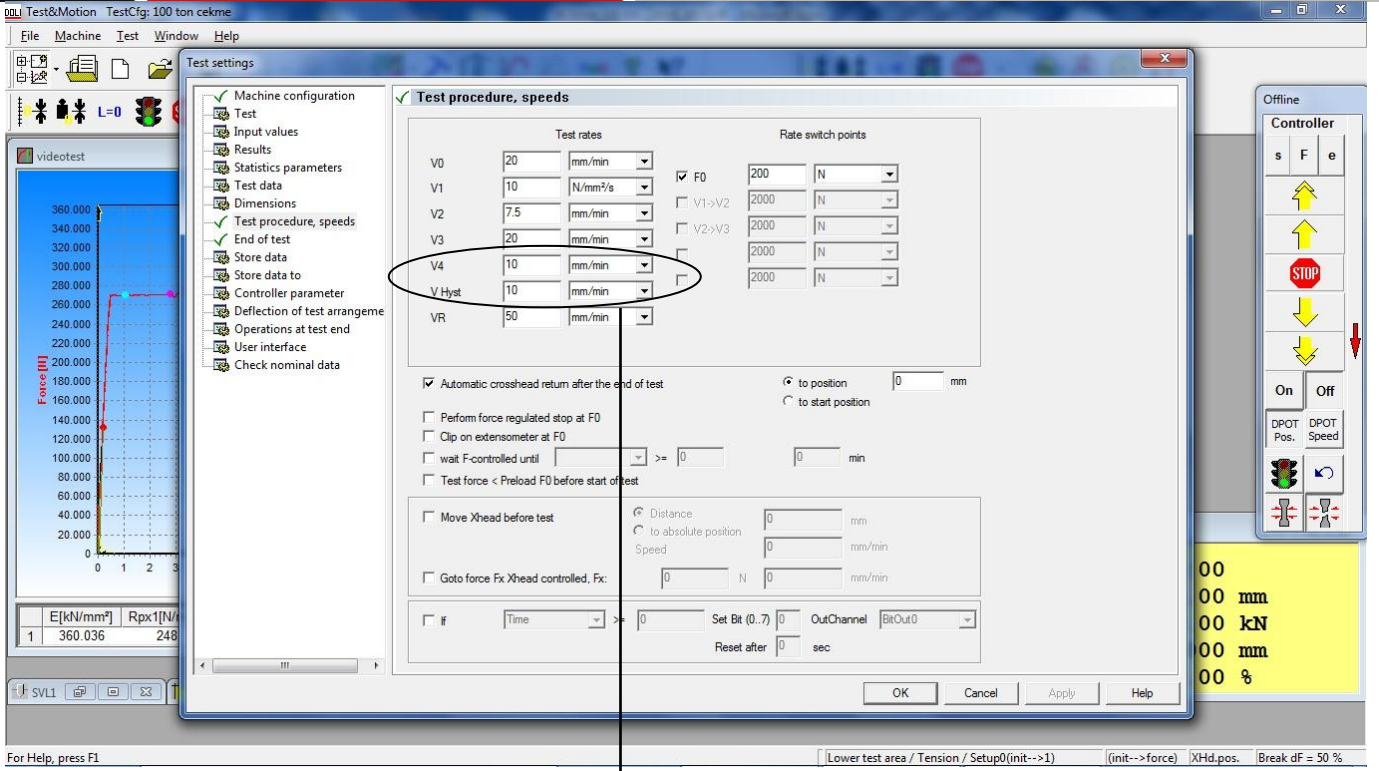 DOLI Test&Motion TestCfg: 100 ton cekme
File Machine Test Window Help
L=0
videotest
360.000
340.000
320.000
300.000
280.000
260.000
240.000
220.000
200.000
180.000
160.000
140.000
120.000
100.000
80.000
60.000
40.000
20.000
0
Force [N]
0 1 2 3
E[kN/mm²] Rpx1[N/
1 360.036 248
SVL1
Test settings
Machine configuration
Test
Input values
Results
Statistics parameters
Test data
Dimensions
Test procedure, speeds
End of test
Store data
Store data to
Controller parameter
Deflection of test arrangeme
Operations at test end
User interface
Check nominal data
Test procedure, speeds
Test rates Rate switch points
V0 20 mm/min F0 200 N
V1 10 N/mm²/s V1->V2 2000 N
V2 7.5 mm/min V2->V3 2000 N
V3 20 mm/min 2000 N
V4 10 mm/min 2000 N
V Hyst 10 mm/min
VR 50 mm/min
Automatic crosshead return after the end of test to position 0 mm
to start position
Perform force regulated stop at F0
Clip on extensometer at F0
wait F-controlled until >= 0 0 min
Test force < Preload F0 before start of test
Move Xhead before test Distance 0 mm
to absolute position
Speed 0 mm/min
Goto force Fx Xhead controlled, Fx: 0 N 0 mm/min
If Time >= 0 Set Bit (0..7) 0 OutChannel BitOut0
Reset after 0 sec
OK Cancel Apply Help
Offline
Controller
s F e
STOP
On Off
DPOT Pos. DPOT Speed
00
00 mm
00 kN
00 mm
00 %
For Help, press F1 Lower test area / Tension / Setup0(init-->1) (init-->force) XHd.pos. Break dF = 50 %